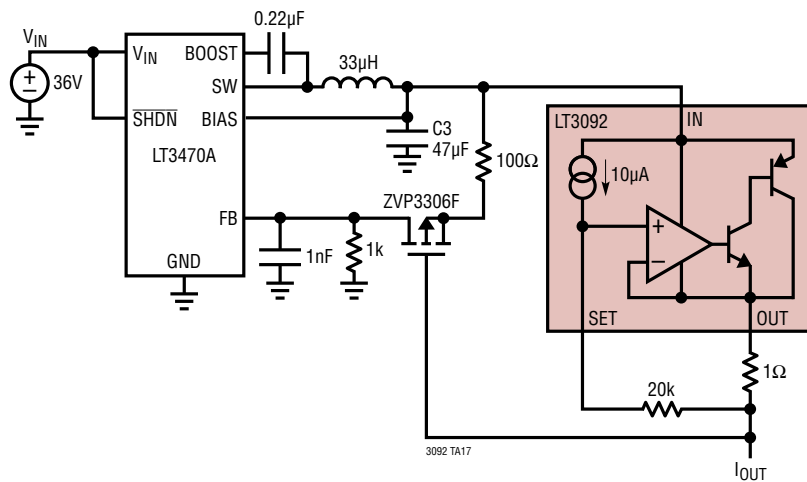 0.22µF
VIN
VIN
BOOST
33µH
36V
SW
SHDN
BIAS
IN
LT3092
C3
47µF
LT3470A
100Ω
10µA
ZVP3306F
FB
+
−
1nF
1k
GND
SET
OUT
1Ω
20k
3092 TA17
IOUT